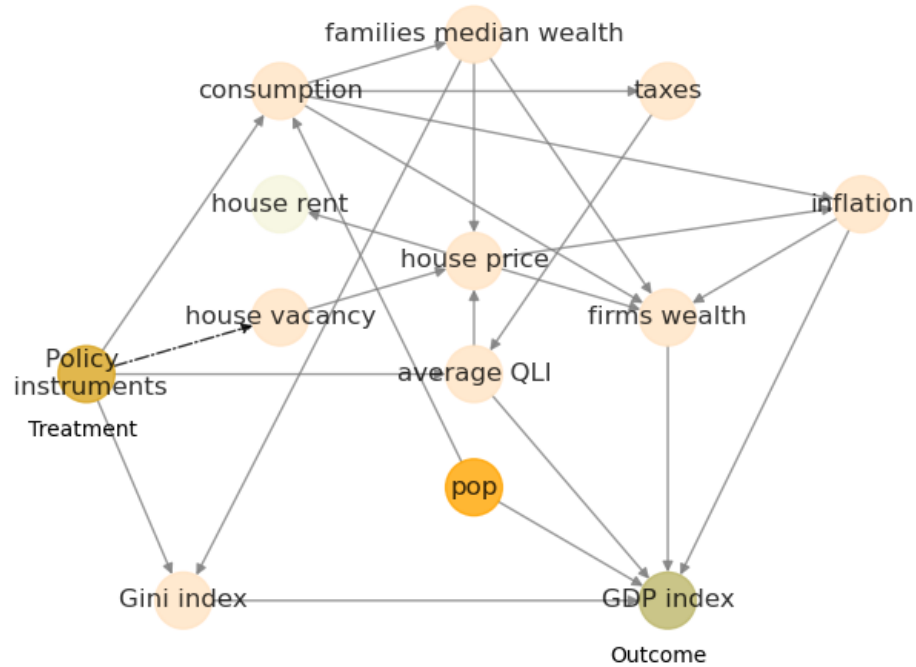 families median wealth
consumption
taxes
house rent
inflation
house price
house vacancy
firms wealth
Policy
instruments
average QLI
Treatment
pop
Gini index
GDP index
Outcome